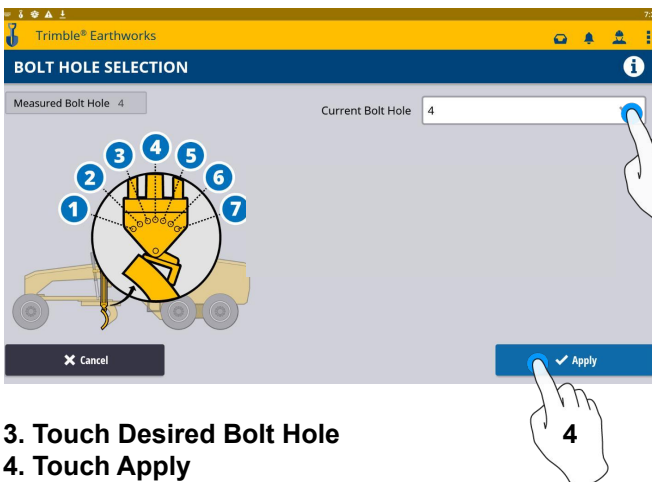 7:
Trimble® Earthworks
BOLT HOLE SELECTION
Measured Bolt Hole 4
Current Bolt Hole 4
1 2 3 4 5 6 7
Cancel
Apply
4
3. Touch Desired Bolt Hole
4. Touch Apply